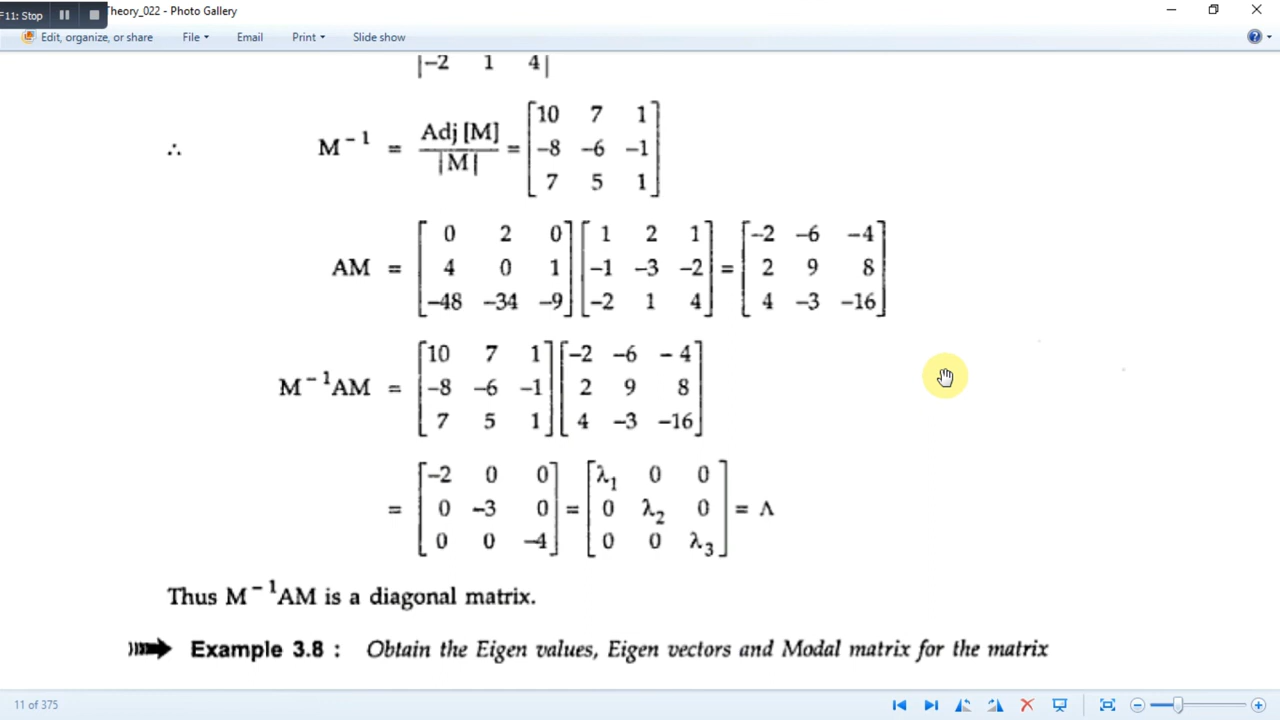 F11: Stop
Theory_022 - Photo Gallery
Edit, organize, or share File Email Print Slide show
|−2 1 4|
∴ M⁻¹ = Adj [M] / |M| = [10 7 1
−8 −6 −1
7 5 1]
AM = [0 2 0
4 0 1
−48 −34 −9] [1 2 1
−1 −3 −2
−2 1 4] = [−2 −6 −4
2 9 8
4 −3 −16]
M⁻¹AM = [10 7 1
−8 −6 −1
7 5 1] [−2 −6 −4
2 9 8
4 −3 −16]
= [−2 0 0
0 −3 0
0 0 −4] = [λ₁ 0 0
0 λ₂ 0
0 0 λ₃] = Λ
Thus M⁻¹AM is a diagonal matrix.
Example 3.8 : Obtain the Eigen values, Eigen vectors and Modal matrix for the matrix
11 of 375